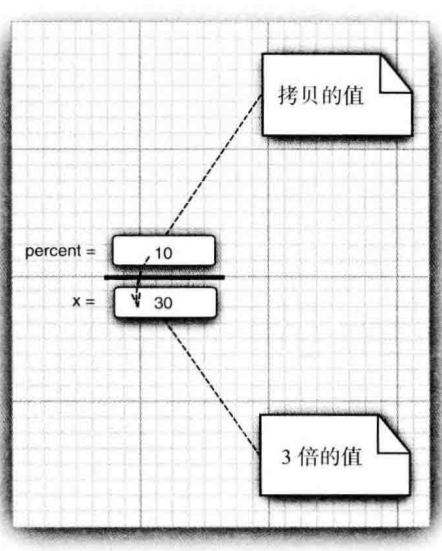 拷贝的值
percent = 10
x = 30
3 倍的值